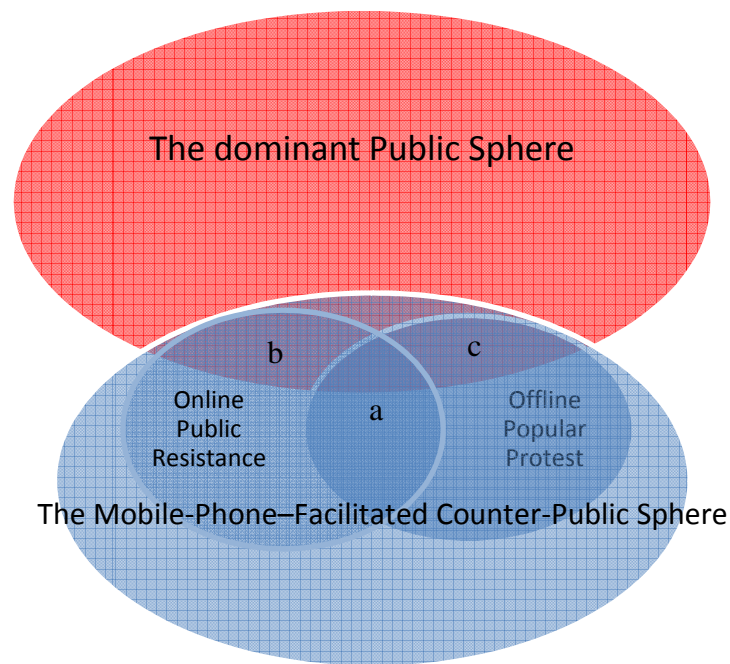 The dominant Public Sphere
b
c
a
Online
Public
Resistance
Offline
Popular
Protest
The Mobile-Phone–Facilitated Counter-Public Sphere